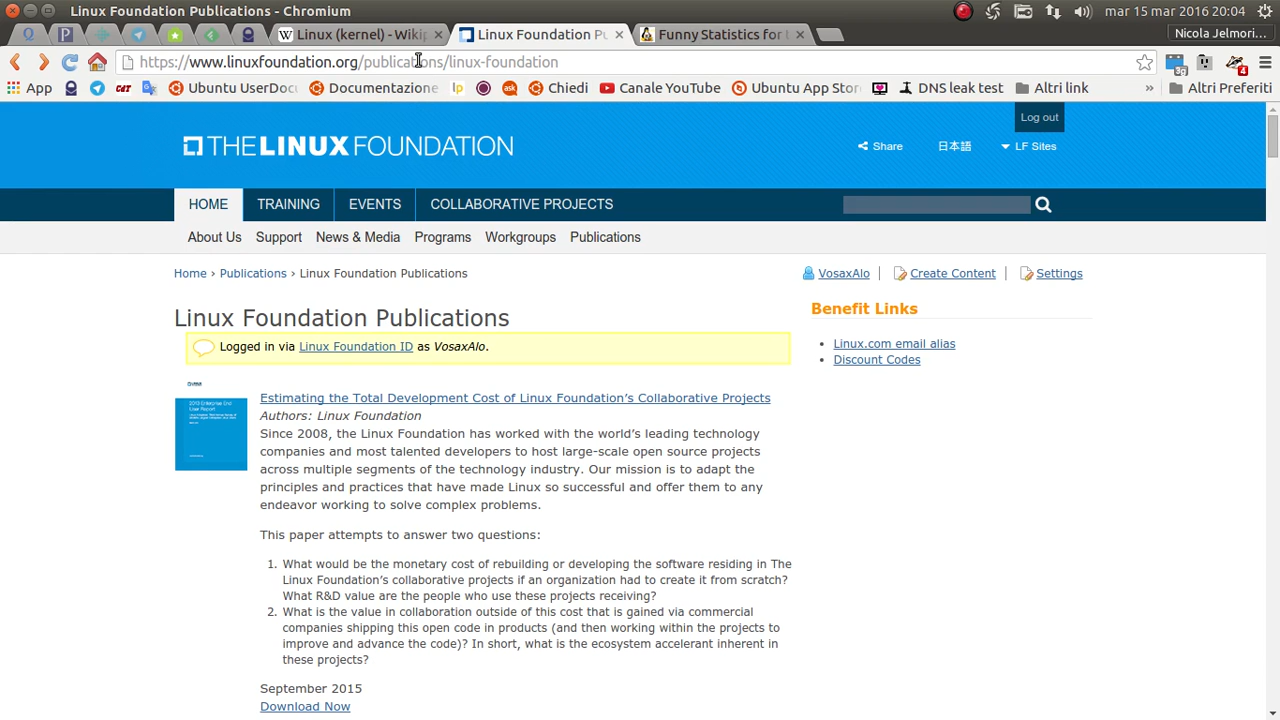 Linux Foundation Publications - Chromium
mar 15 mar 2016 20:04
Linux (kernel) - Wikip
Linux Foundation Pu
Funny Statistics for t
Nicola Jelmori...
https://www.linuxfoundation.org/publications/linux-foundation
App
CdT
Ubuntu UserDocu
Documentazione
lp
ask
Chiedi
Canale YouTube
Ubuntu App Stor
DNS leak test
Altri link
»
Altri Preferiti
Log out
THE LINUX FOUNDATION
Share
日本語
LF Sites
HOME
TRAINING
EVENTS
COLLABORATIVE PROJECTS
About Us
Support
News & Media
Programs
Workgroups
Publications
Home › Publications › Linux Foundation Publications
VosaxAlo
Create Content
Settings
Linux Foundation Publications
Benefit Links
Logged in via Linux Foundation ID as VosaxAlo.
Linux.com email alias
Discount Codes
Estimating the Total Development Cost of Linux Foundation's Collaborative Projects
Authors: Linux Foundation
Since 2008, the Linux Foundation has worked with the world's leading technology
companies and most talented developers to host large-scale open source projects
across multiple segments of the technology industry. Our mission is to adapt the
principles and practices that have made Linux so successful and offer them to any
endeavor working to solve complex problems.
This paper attempts to answer two questions:
1. What would be the monetary cost of rebuilding or developing the software residing in The
Linux Foundation's collaborative projects if an organization had to create it from scratch?
What R&D value are the people who use these projects receiving?
2. What is the value in collaboration outside of this cost that is gained via commercial
companies shipping this open code in products (and then working within the projects to
improve and advance the code)? In short, what is the ecosystem accelerant inherent in
these projects?
September 2015
Download Now